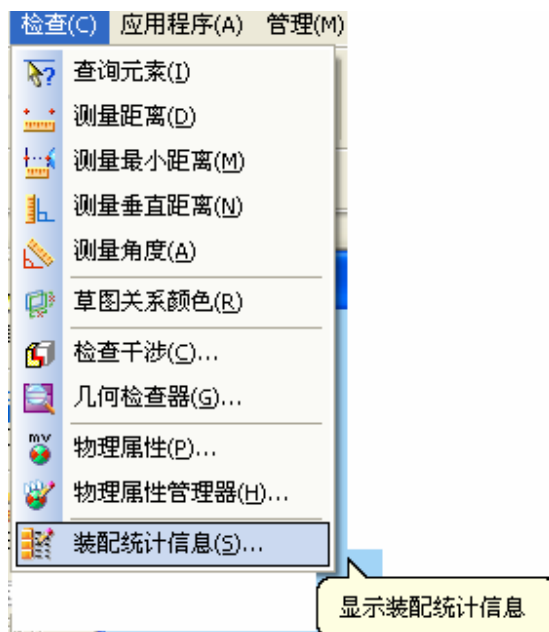 检查(C) 应用程序(A) 管理(M)
查询元素(I)
测量距离(D)
测量最小距离(M)
测量垂直距离(N)
测量角度(A)
草图关系颜色(R)
检查干涉(C)...
几何检查器(G)...
物理属性(P)...
物理属性管理器(H)...
装配统计信息(S)...
显示装配统计信息